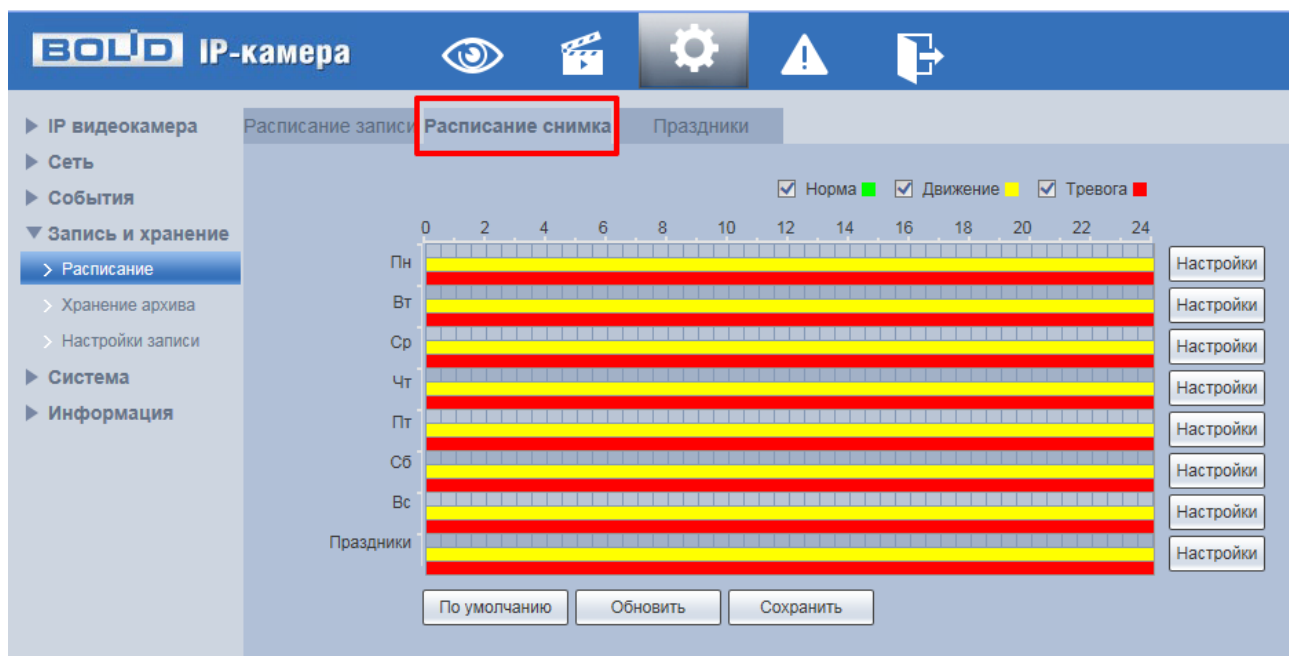 BOLID IP-камера
IP видеокамера
Сеть
События
Запись и хранение
Расписание
Хранение архива
Настройки записи
Система
Информация
Расписание записи Расписание снимка Праздники
Норма Движение Тревога
0 2 4 6 8 10 12 14 16 18 20 22 24
Пн Настройки
Вт Настройки
Ср Настройки
Чт Настройки
Пт Настройки
Сб Настройки
Вс Настройки
Праздники Настройки
По умолчанию Обновить Сохранить